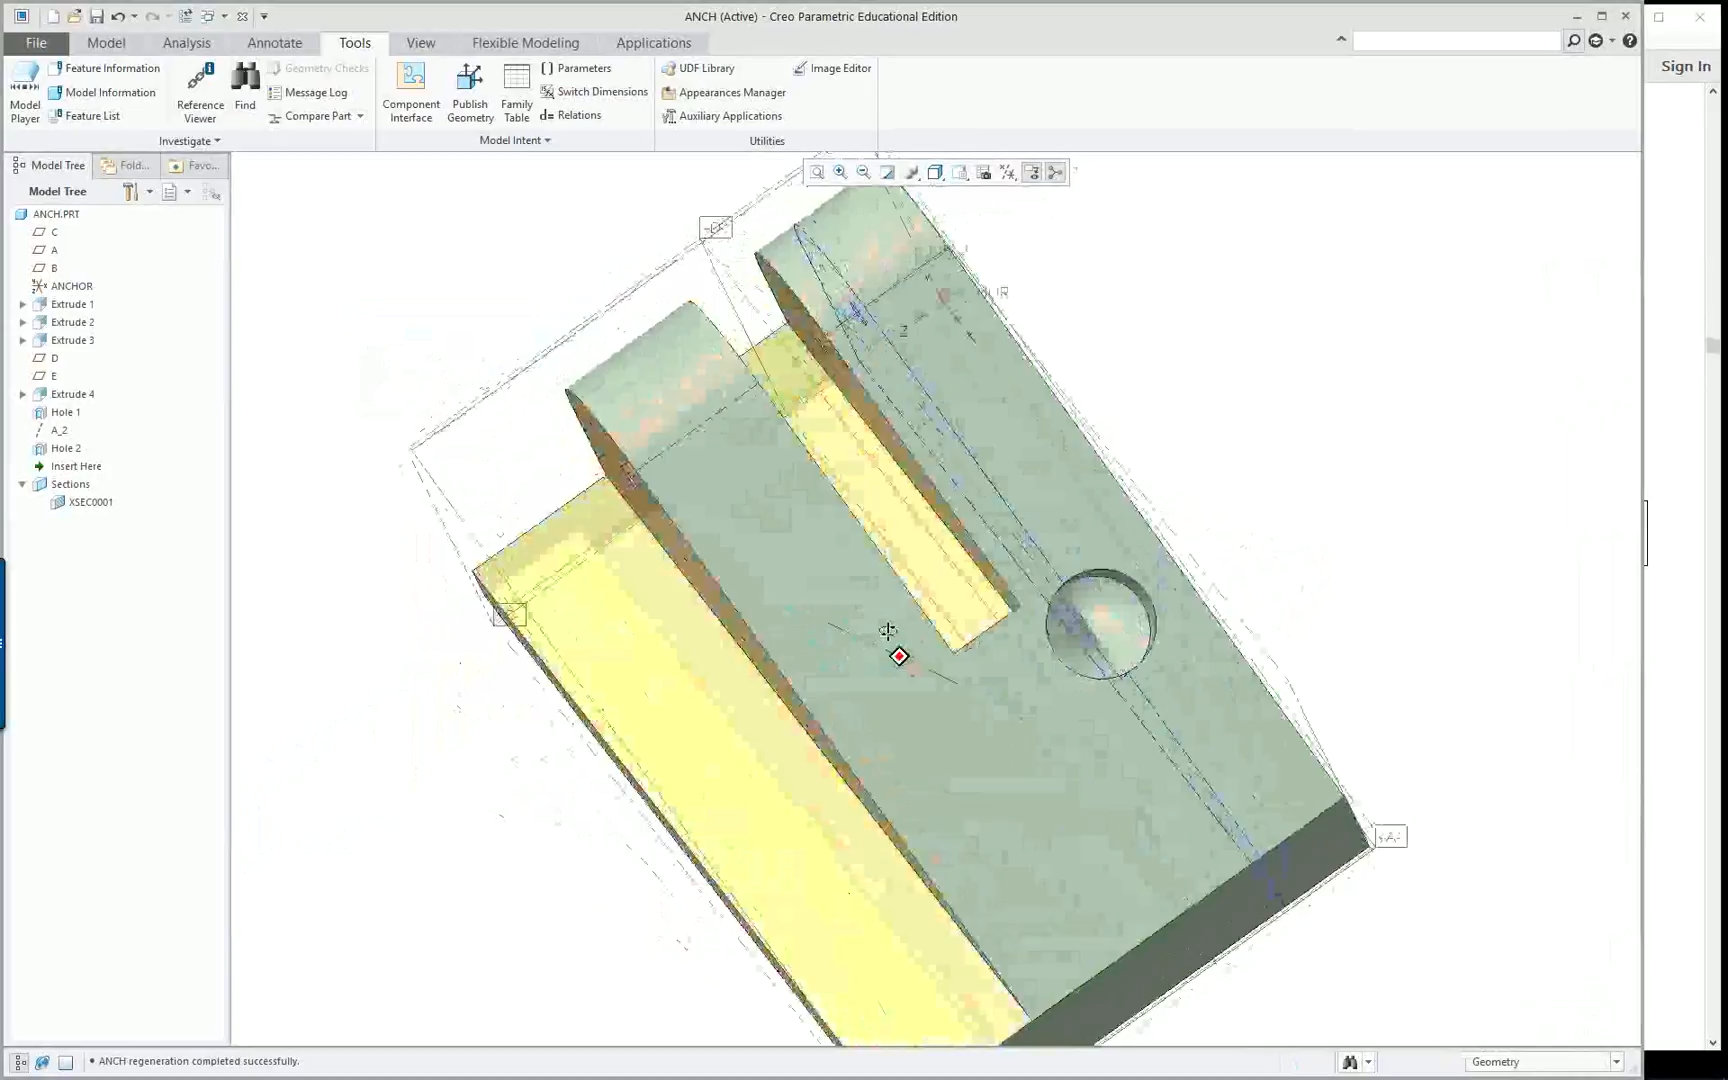 ANCH (Active) - Creo Parametric Educational Edition
File Model Analysis Annotate Tools View Flexible Modeling Applications
Sign In
Model Player
Feature Information
Model Information
Feature List
Reference Viewer
Find
Geometry Checks
Message Log
Compare Part
Component Interface
Publish Geometry
Family Table
Parameters
Switch Dimensions
d= Relations
UDF Library
Appearances Manager
Auxiliary Applications
Image Editor
Investigate
Model Intent
Utilities
Model Tree Fold... Favo...
Model Tree
ANCH.PRT
C
A
B
ANCHOR
Extrude 1
Extrude 2
Extrude 3
D
E
Extrude 4
Hole 1
A_2
Hole 2
Insert Here
Sections
XSEC0001
• ANCH regeneration completed successfully.
Geometry